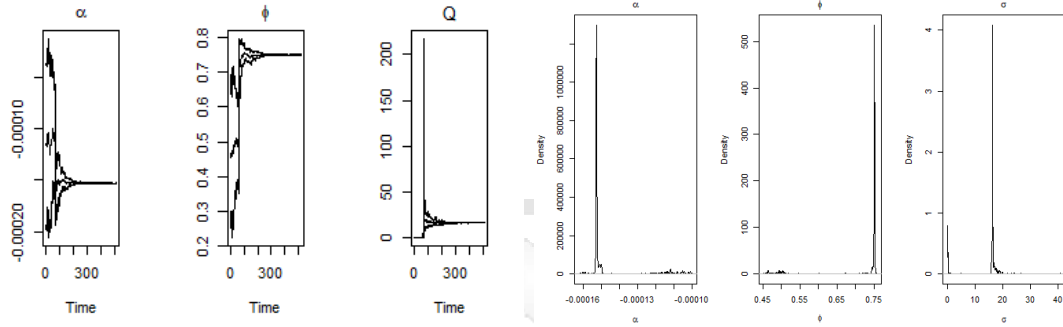 α
ϕ
Q
-0.00010
-0.00020
0.8
0.7
0.6
0.5
0.4
0.3
0.2
200
150
100
50
0
0 300
0 300
0 300
Time
Time
Time
α
ϕ
σ
Density
Density
Density
1000000
800000
600000
400000
200000
0
500
400
300
200
100
0
4
3
2
1
0
-0.00016 -0.00013 -0.00010
0.45 0.55 0.65 0.75
0 10 20 30 40
α
ϕ
σ